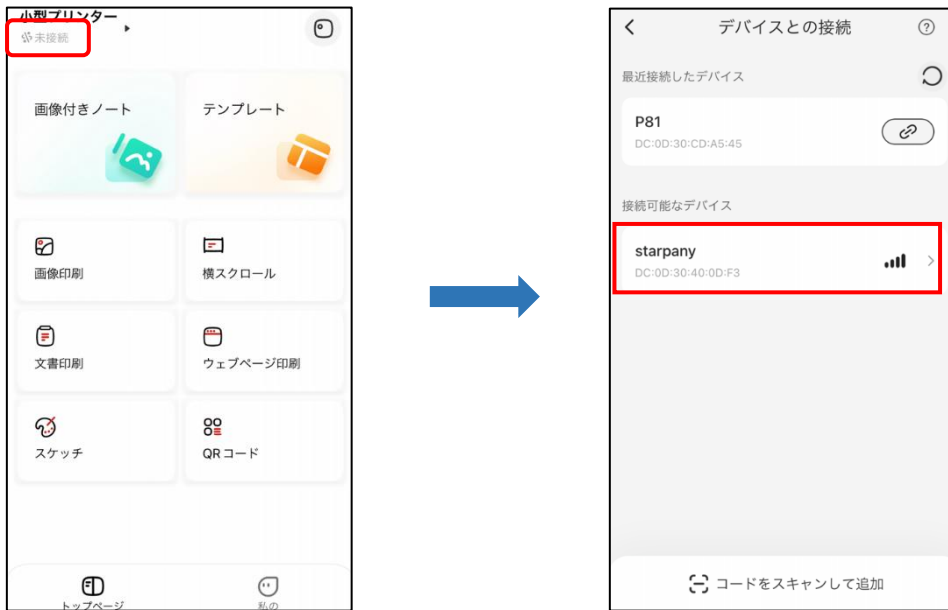 小型プリンター
未接続
画像付きノート
テンプレート
画像印刷
横スクロール
文書印刷
ウェブページ印刷
スケッチ
QRコード
トップページ
私の
デバイスとの接続
最近接続したデバイス
P81
DC:0D:30:CD:A5:45
接続可能なデバイス
starpany
DC:0D:30:40:0D:F3
コードをスキャンして追加